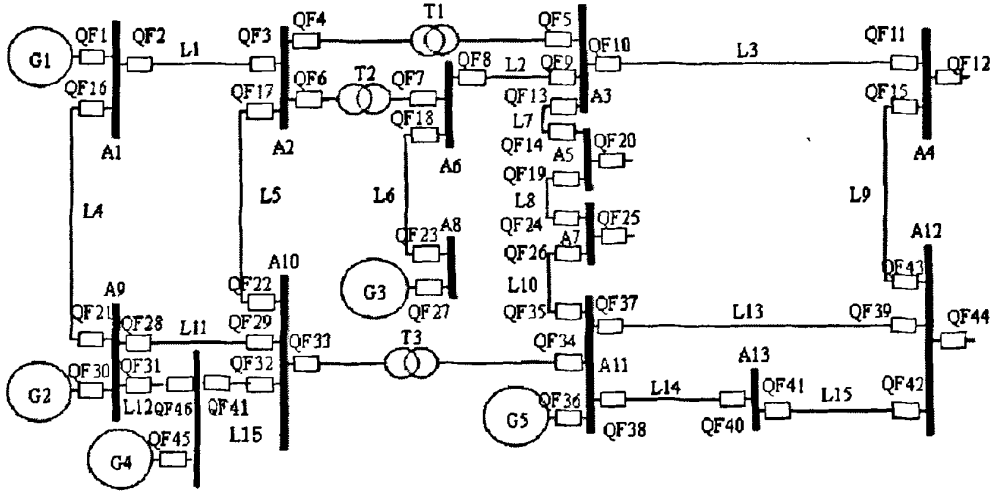 T1
QF4 QF5
QF1 QF2 L1 QF3 QF10 L3 QF11
G1 T2 QF8 L2 QF9 QF12
QF6 QF7
QF16 QF17 QF13 A3 QF15
QF18 L7
A1 A2 QF14 A5 QF20 A4
A6 QF19
L4 L5 L6 L8 L9
A8 QF24 QF25
QF23 QF26 A7 A12
A10
A9 QF22 G3 L10 QF43
QF27
QF21 QF28 L11 QF29 QF35 QF37 L13 QF39 QF44
QF33 T3 QF34
QF30 QF31 QF32 A11 A13
G2 L12 QF46 QF41 QF36 L14 QF41 L15 QF42
G5
L15 QF38 QF40
QF45
G4